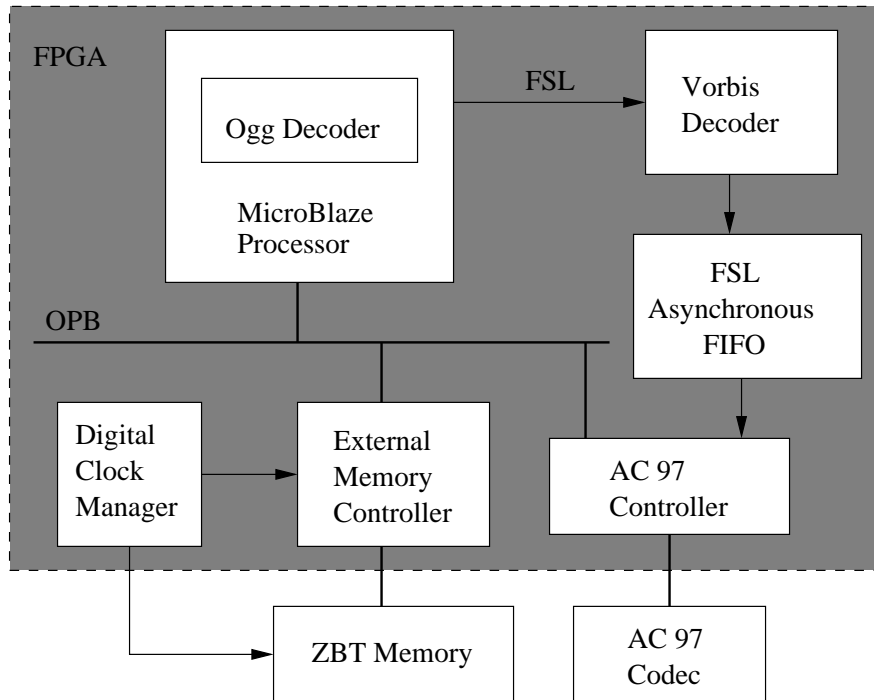 FPGA
Ogg Decoder
MicroBlaze
Processor
FSL
Vorbis
Decoder
FSL
Asynchronous
FIFO
OPB
Digital
Clock
Manager
External
Memory
Controller
AC 97
Controller
ZBT Memory
AC 97
Codec